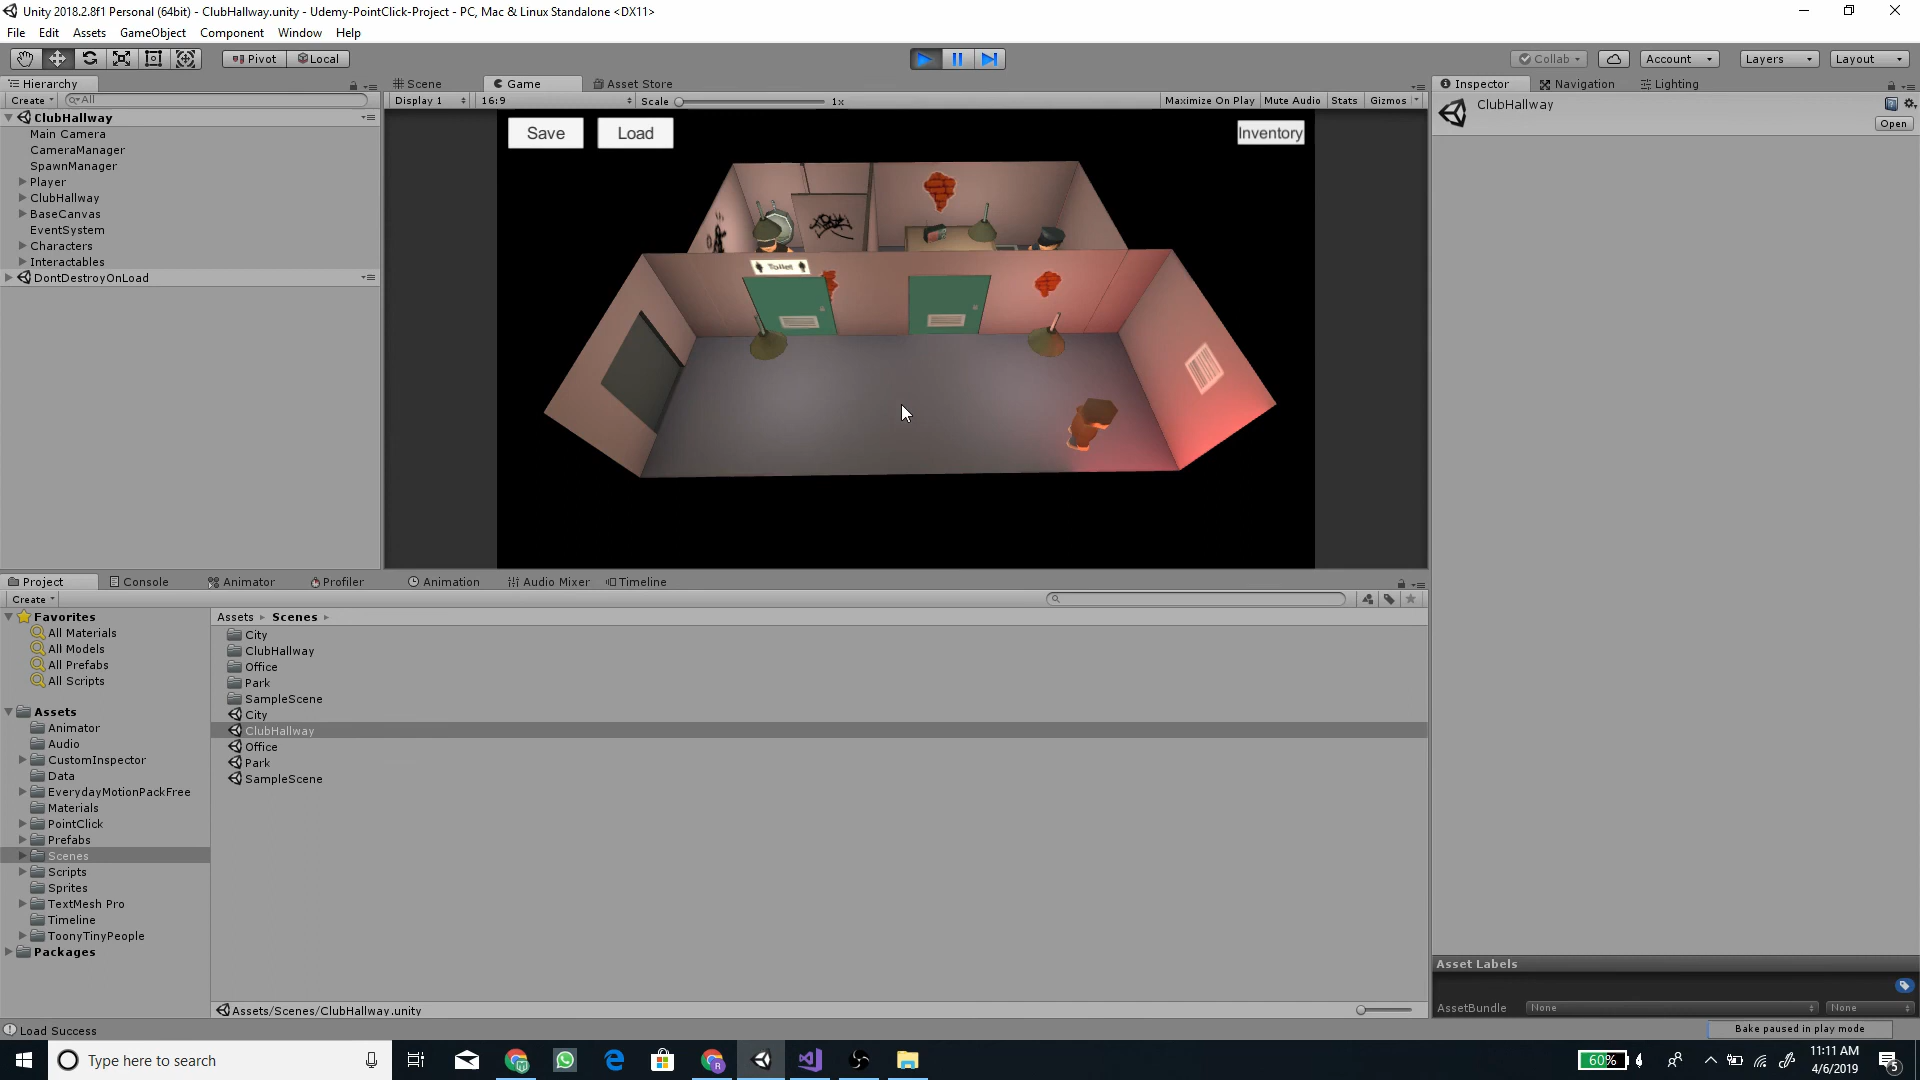 Unity 2018.2.8f1 Personal (64bit) - ClubHallway.unity - Udemy-PointClick-Project - PC, Mac & Linux Standalone <DX11>
File Edit Assets GameObject Component Window Help
Pivot Local Collab Account Layers Layout
Hierarchy Scene Game Asset Store Inspector Navigation Lighting
Create All Display 1 16:9 Scale 1x Maximize On Play Mute Audio Stats Gizmos
ClubHallway
Open
ClubHallway
Main Camera
CameraManager
SpawnManager
Player
ClubHallway
BaseCanvas
EventSystem
Characters
Interactables
DontDestroyOnLoad
Save Load Inventory
Toilet
Project Console Animator Profiler Animation Audio Mixer Timeline
Create
Favorites
All Materials
All Models
All Prefabs
All Scripts
Assets
Animator
Audio
CustomInspector
Data
EverydayMotionPackFree
Materials
PointClick
Prefabs
Scenes
Scripts
Sprites
TextMesh Pro
Timeline
ToonyTinyPeople
Packages
Assets Scenes
City
ClubHallway
Office
Park
SampleScene
City
ClubHallway
Office
Park
SampleScene
Assets/Scenes/ClubHallway.unity
Asset Labels
AssetBundle None None
Load Success
Bake paused in play mode
Type here to search
60%
11:11 AM
4/6/2019
5